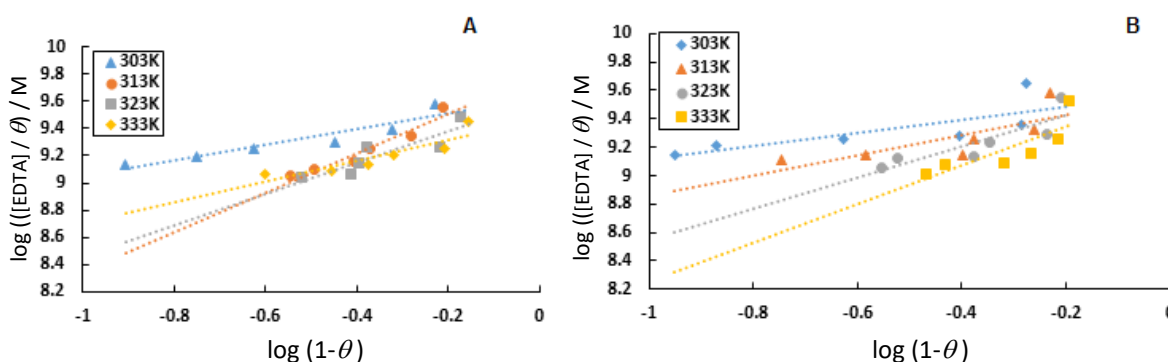 A
10
9.8
9.6
9.4
9.2
9
8.8
8.6
8.4
8.2
303K
313K
323K
333K
log (([EDTA] / θ) / M
-1
-0.8
-0.6
-0.4
-0.2
0
log (1-θ)
B
10
9.8
9.6
9.4
9.2
9
8.8
8.6
8.4
8.2
303K
313K
323K
333K
log (([EDTA] / θ) / M
-1
-0.8
-0.6
-0.4
-0.2
0
log (1-θ)